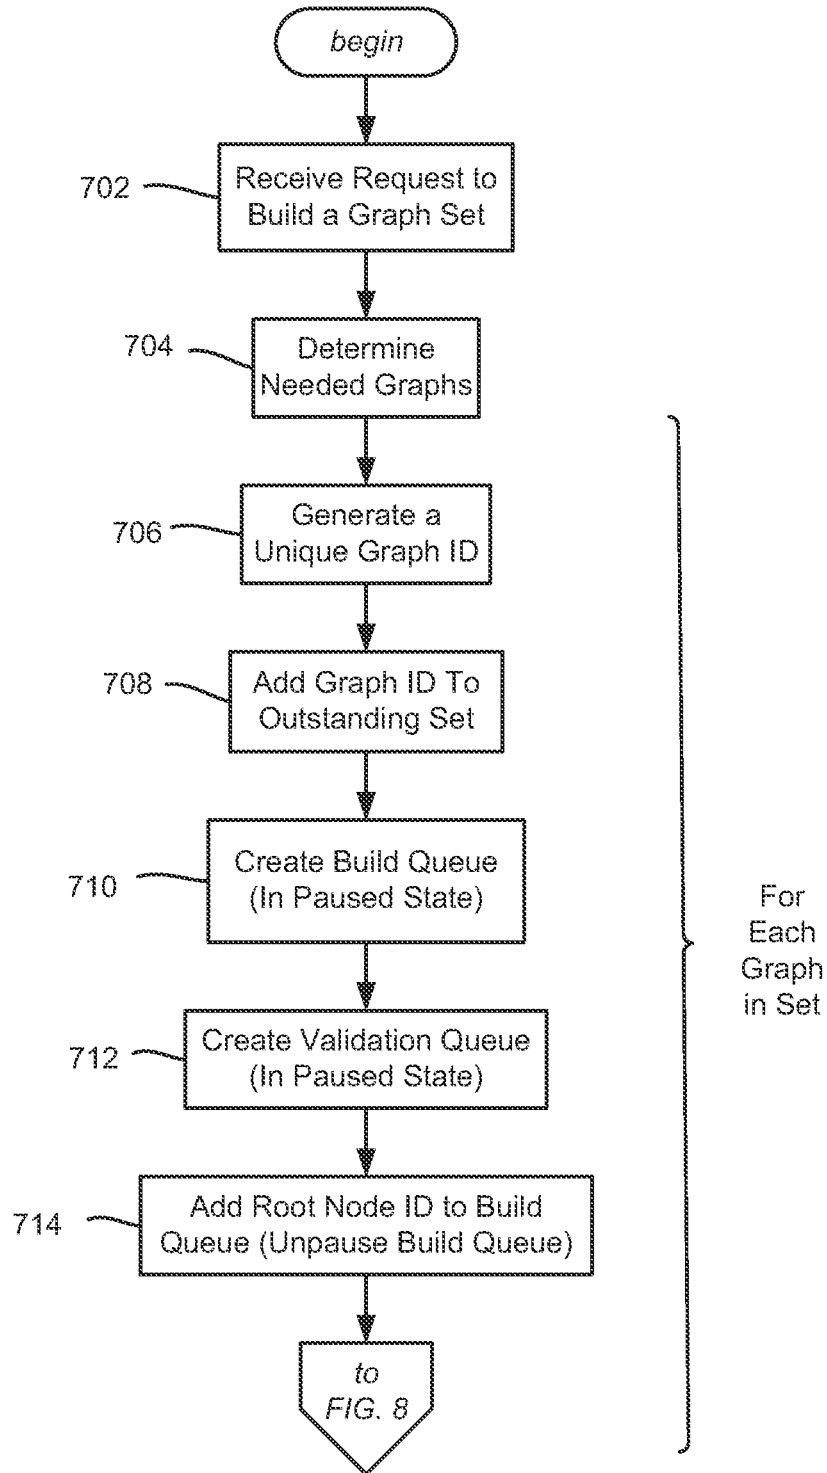 begin
702
Receive Request to
Build a Graph Set
704
Determine
Needed Graphs
706
Generate a
Unique Graph ID
708
Add Graph ID To
Outstanding Set
710
Create Build Queue
(In Paused State)
For
Each
Graph
in Set
712
Create Validation Queue
(In Paused State)
714
Add Root Node ID to Build
Queue (Unpause Build Queue)
to
FIG. 8